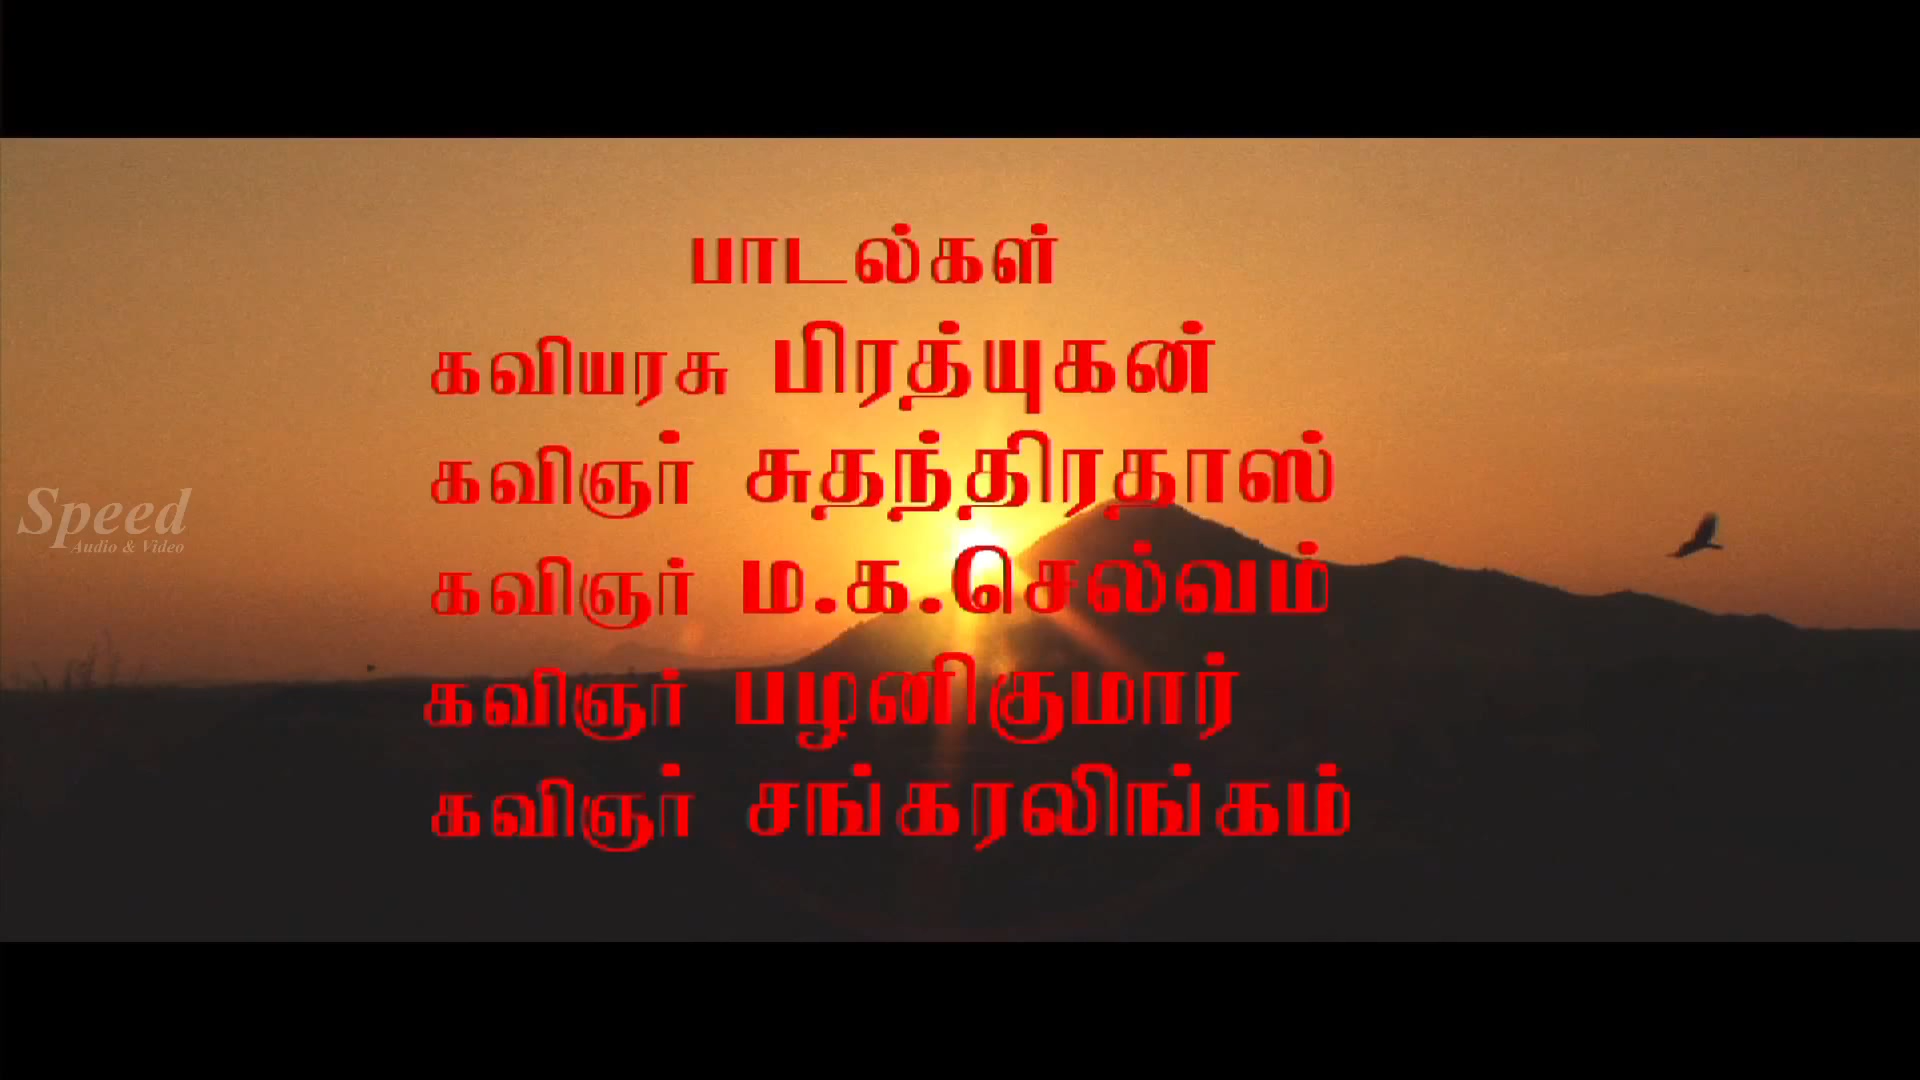 பாடல்கள்
கவியரசு பிரத்யுகன்
கவிஞர் சுதந்திரதாஸ்
கவிஞர் ம.க.செல்வம்
கவிஞர் பழனிகுமார்
கவிஞர் சங்கரலிங்கம்
Speed
Audio & Video